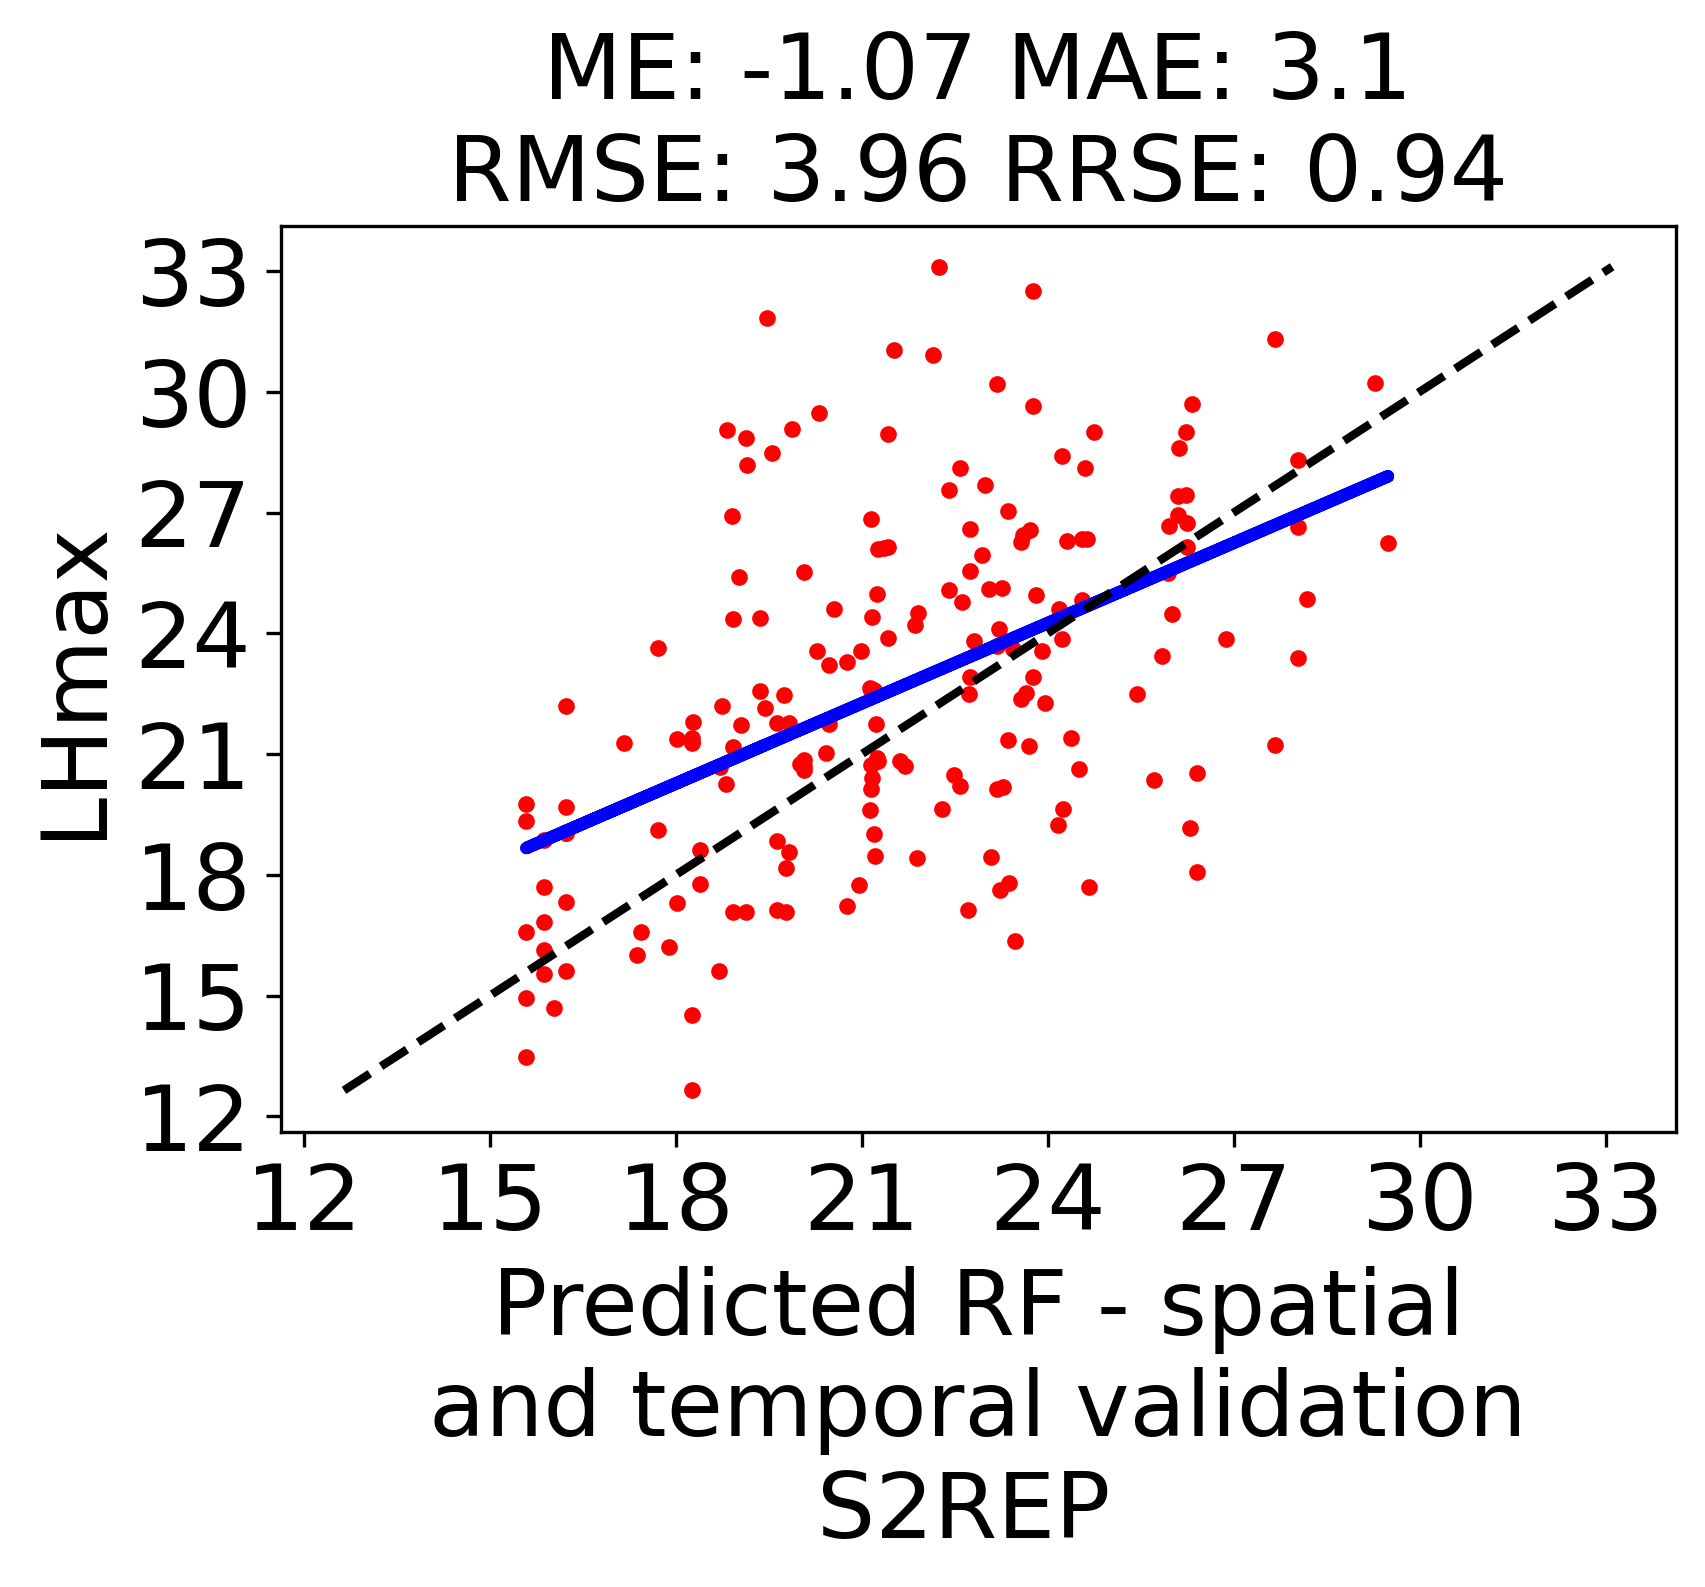 ME: -1.07 MAE: 3.1
RMSE: 3.96 RRSE: 0.94
33
30
27
24
21
18
15
12
LHmax
12 15 18 21 24 27 30 33
Predicted RF - spatial
and temporal validation
S2REP